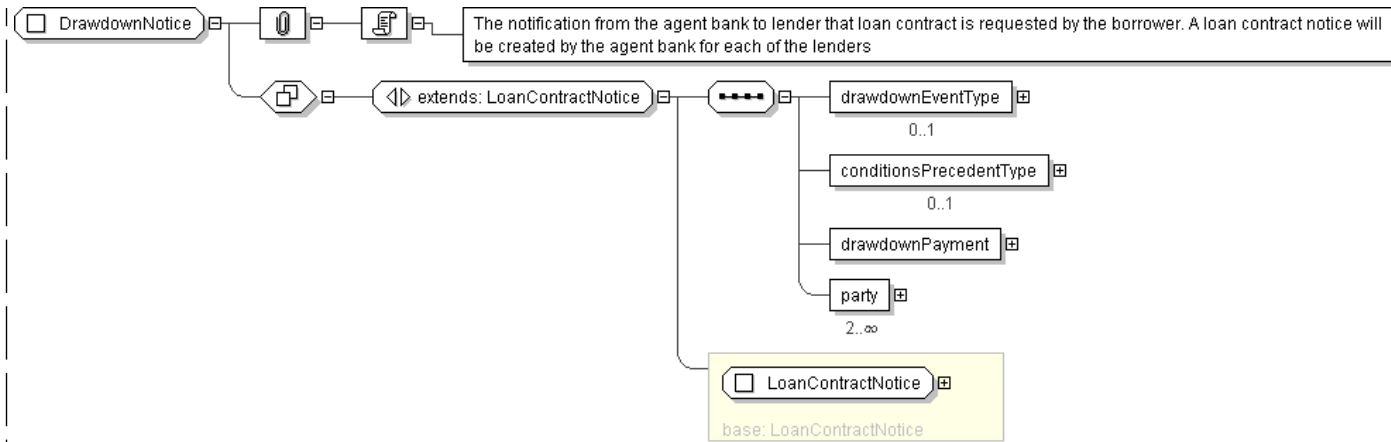 DrawdownNotice
The notification from the agent bank to lender that loan contract is requested by the borrower. A loan contract notice will
be created by the agent bank for each of the lenders
extends: LoanContractNotice
drawdownEventType
0..1
conditionsPrecedentType
0..1
drawdownPayment
party
2..∞
LoanContractNotice
base: LoanContractNotice